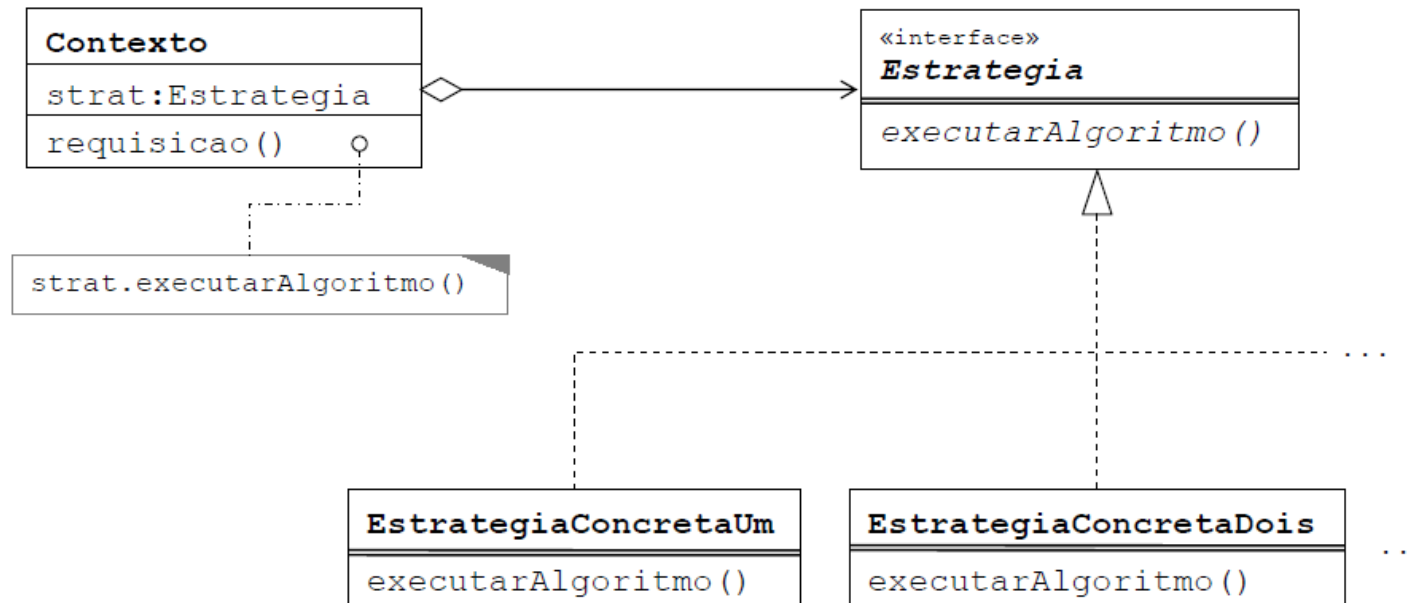 Contexto
strat:Estrategia
requisicao()
strat.executarAlgoritmo()
«interface»
Estrategia
executarAlgoritmo()
...
EstrategiaConcretaUm
executarAlgoritmo()
EstrategiaConcretaDois
executarAlgoritmo()
..